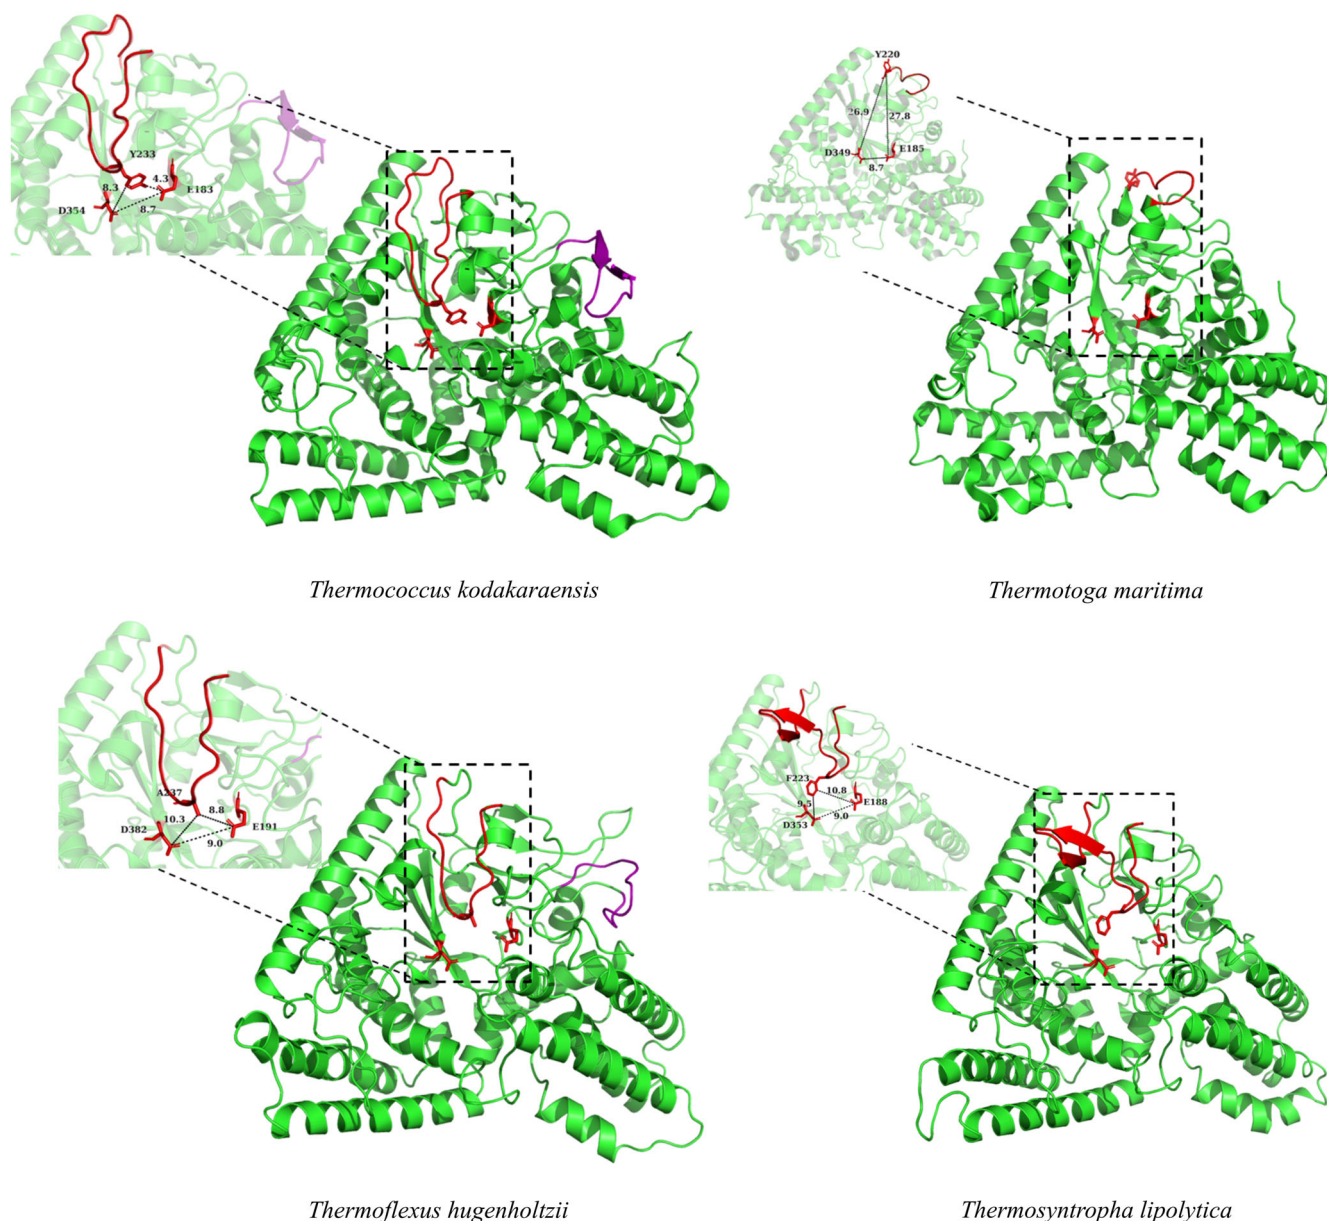 Y233
4.3
8.3
E183
D354
8.7
Thermococcus kodakaraensis
Y220
26.9
27.8
D349
E185
8.7
Thermotoga maritima
A237
10.3
8.8
D382
E191
9.0
Thermoflexus hugenholtzii
F223
10.8
9.5
E188
D353
9.0
Thermosyntropha lipolytica